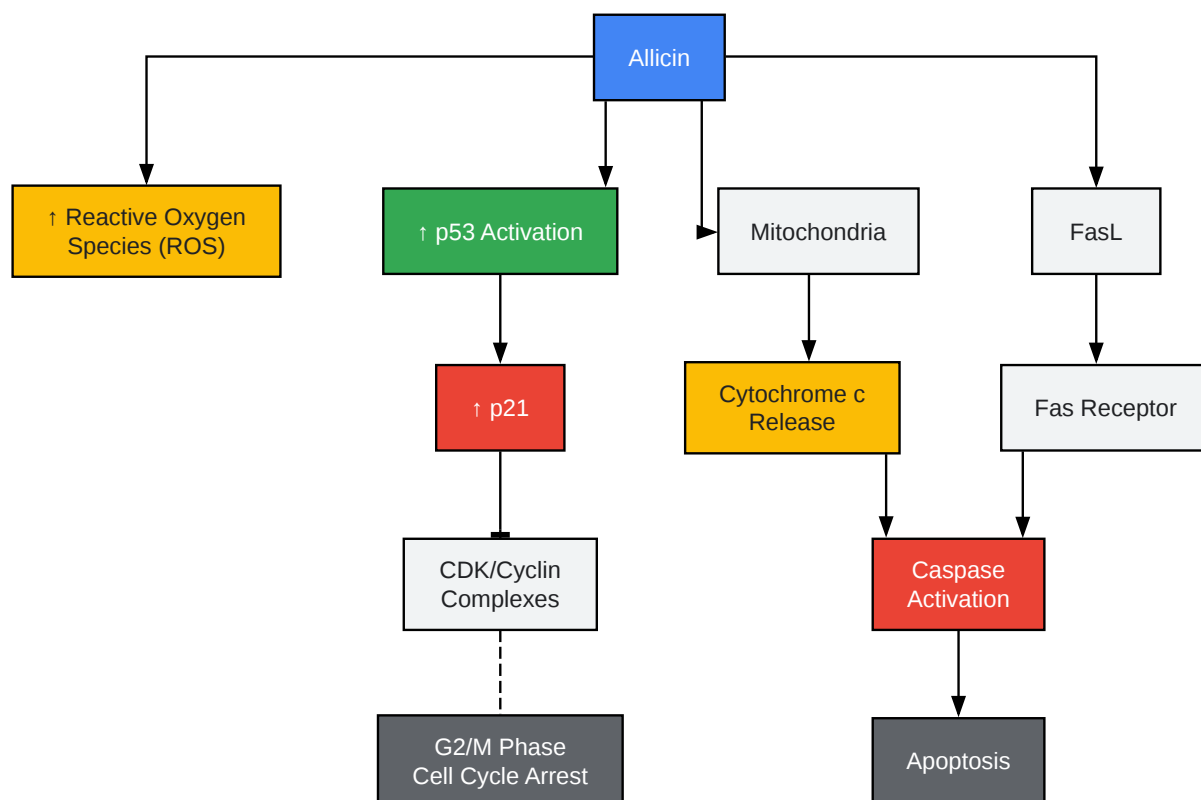 Allicin
↑ Reactive Oxygen
Species (ROS)
↑ p53 Activation
Mitochondria
FasL
↑ p21
Cytochrome c
Release
Fas Receptor
CDK/Cyclin
Complexes
Caspase
Activation
G2/M Phase
Cell Cycle Arrest
Apoptosis